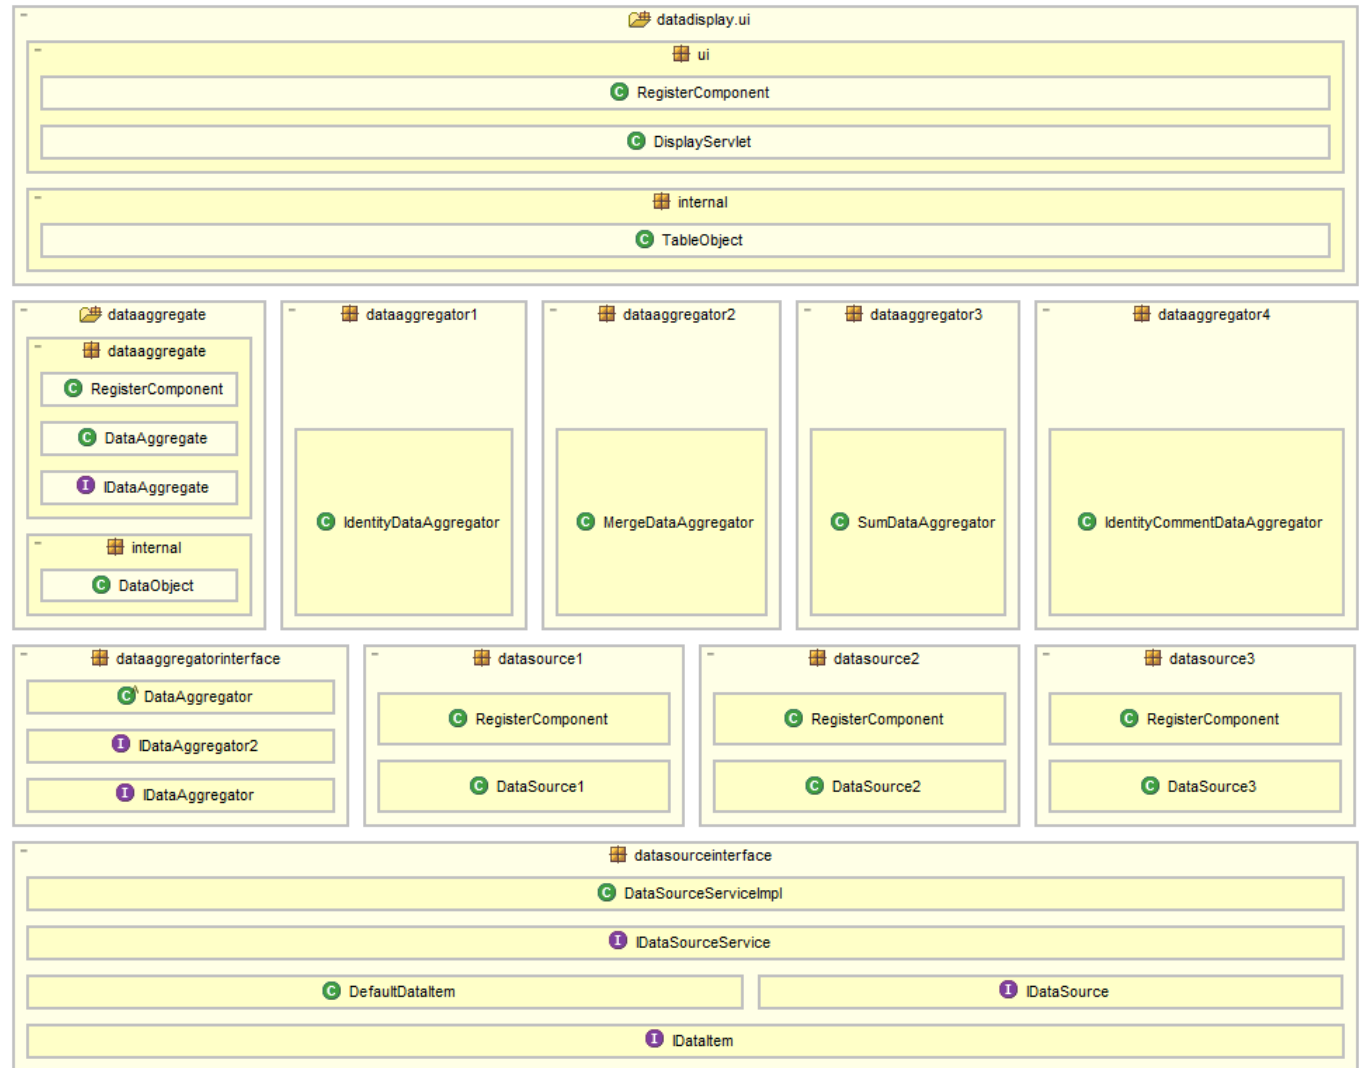 datadisplay.ui
ui
RegisterComponent
DisplayServlet
internal
TableObject
dataaggregate
dataaggregate
RegisterComponent
DataAggregate
IDataAggregate
internal
DataObject
dataaggregator1
IdentityDataAggregator
dataaggregator2
MergeDataAggregator
dataaggregator3
SumDataAggregator
dataaggregator4
IdentityCommentDataAggregator
dataaggregatorinterface
DataAggregator
IDataAggregator2
IDataAggregator
datasource1
RegisterComponent
DataSource1
datasource2
RegisterComponent
DataSource2
datasource3
RegisterComponent
DataSource3
datasourceinterface
DataSourceServiceImpl
IDataSourceService
DefaultDataItem
IDataSource
IDataItem